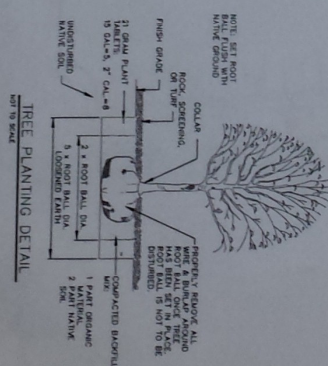 NOTE: SET ROOT
BALL FLUSH WITH
NATIVE GROUND
COLLAR
ROCK, SCREENING,
OR TURF
FINISH GRADE
21 GRAM PLANT
TABLETS:
15 GAL=5, 2" CAL.=8
UNDISTURBED
NATIVE SOIL
PROPERLY REMOVE ALL
WIRE & BURLAP AROUND
ROOT BALL ONCE TREE
HAS BEEN SET IN PLACE.
ROOT BALL IS NOT TO BE
DISTURBED.
COMPACTED BACKFILL
MIX:
1 PART ORGANIC
MATERIAL
2 PART NATIVE
SOIL
2 x ROOT BALL DIA.
5 x ROOT BALL DIA.
LOOSENED EARTH
TREE PLANTING DETAIL
NOT TO SCALE